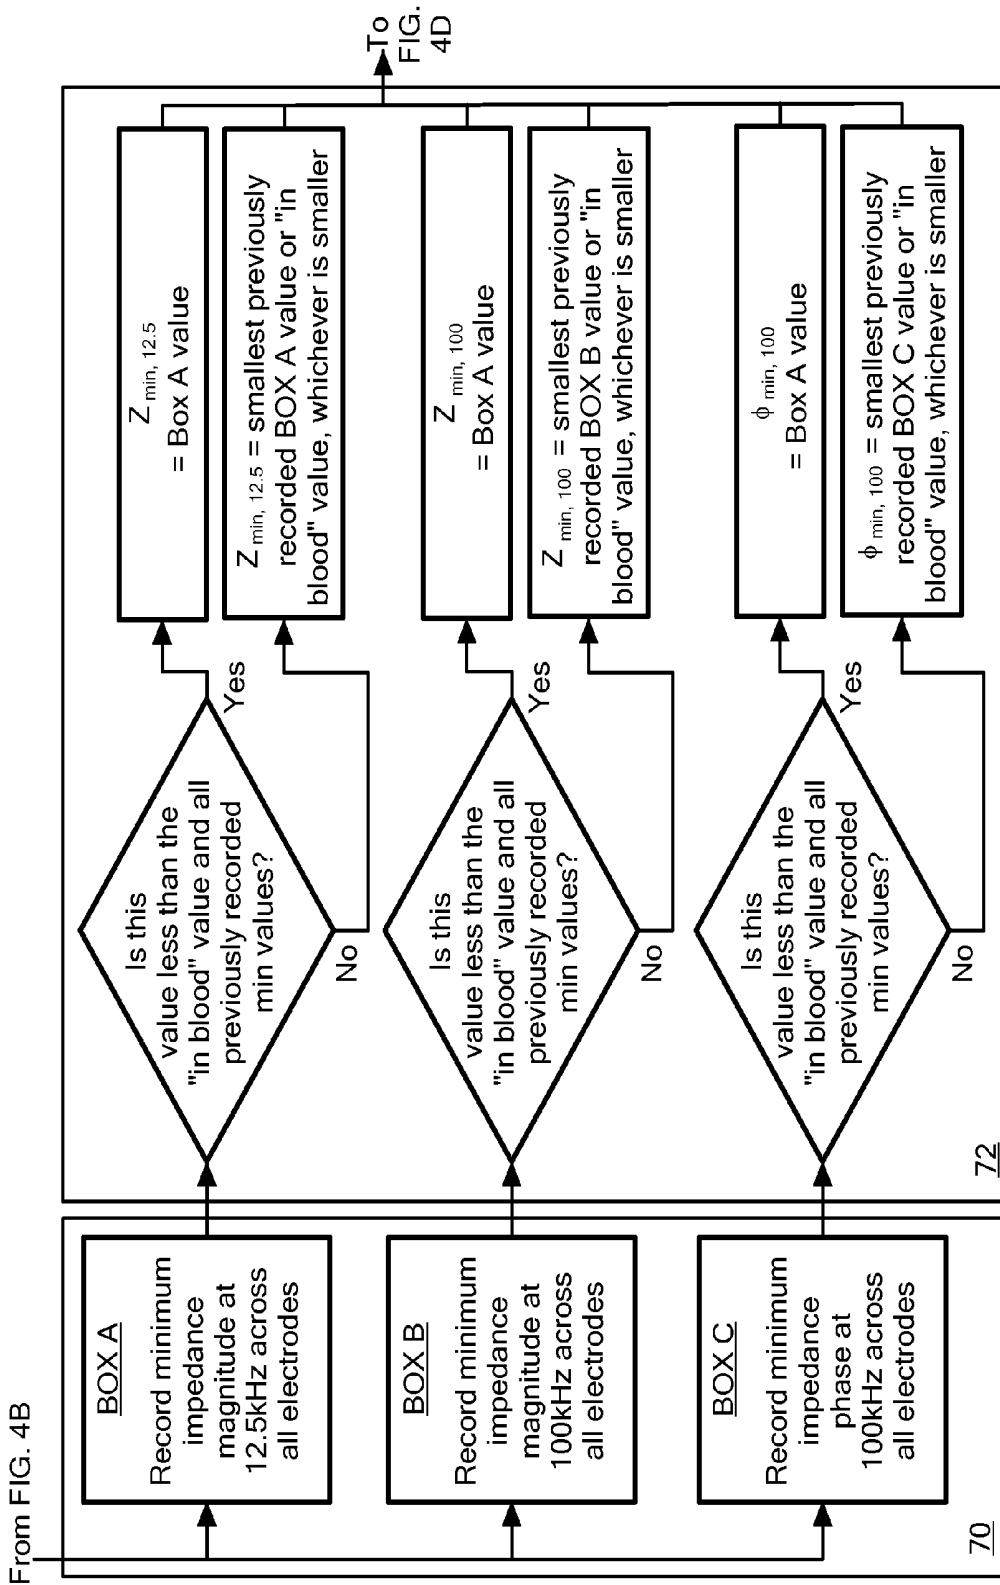 From FIG. 4B
BOX A
Record minimum
impedance
magnitude at
12.5kHz across
all electrodes
BOX B
Record minimum
impedance
magnitude at
100kHz across
all electrodes
BOX C
Record minimum
impedance
phase at
100kHz across
all electrodes
70
Is this
value less than the
"in blood" value and all
previously recorded
min values?
Yes
No
Z min, 12.5
= Box A value
Z min, 12.5 = smallest previously
recorded BOX A value or "in
blood" value, whichever is smaller
Is this
value less than the
"in blood" value and all
previously recorded
min values?
Yes
No
Z min, 100
= Box A value
Z min, 100 = smallest previously
recorded BOX B value or "in
blood" value, whichever is smaller
Is this
value less than the
"in blood" value and all
previously recorded
min values?
Yes
No
ϕ min, 100
= Box A value
ϕ min, 100 = smallest previously
recorded BOX C value or "in
blood" value, whichever is smaller
72
To
FIG.
4D